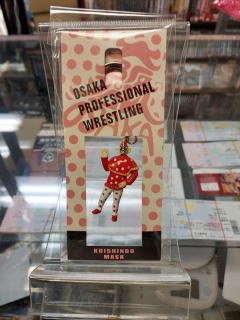 OSAKA
PROFESSIONAL
WRESTLING
KUISHINBO
MASK